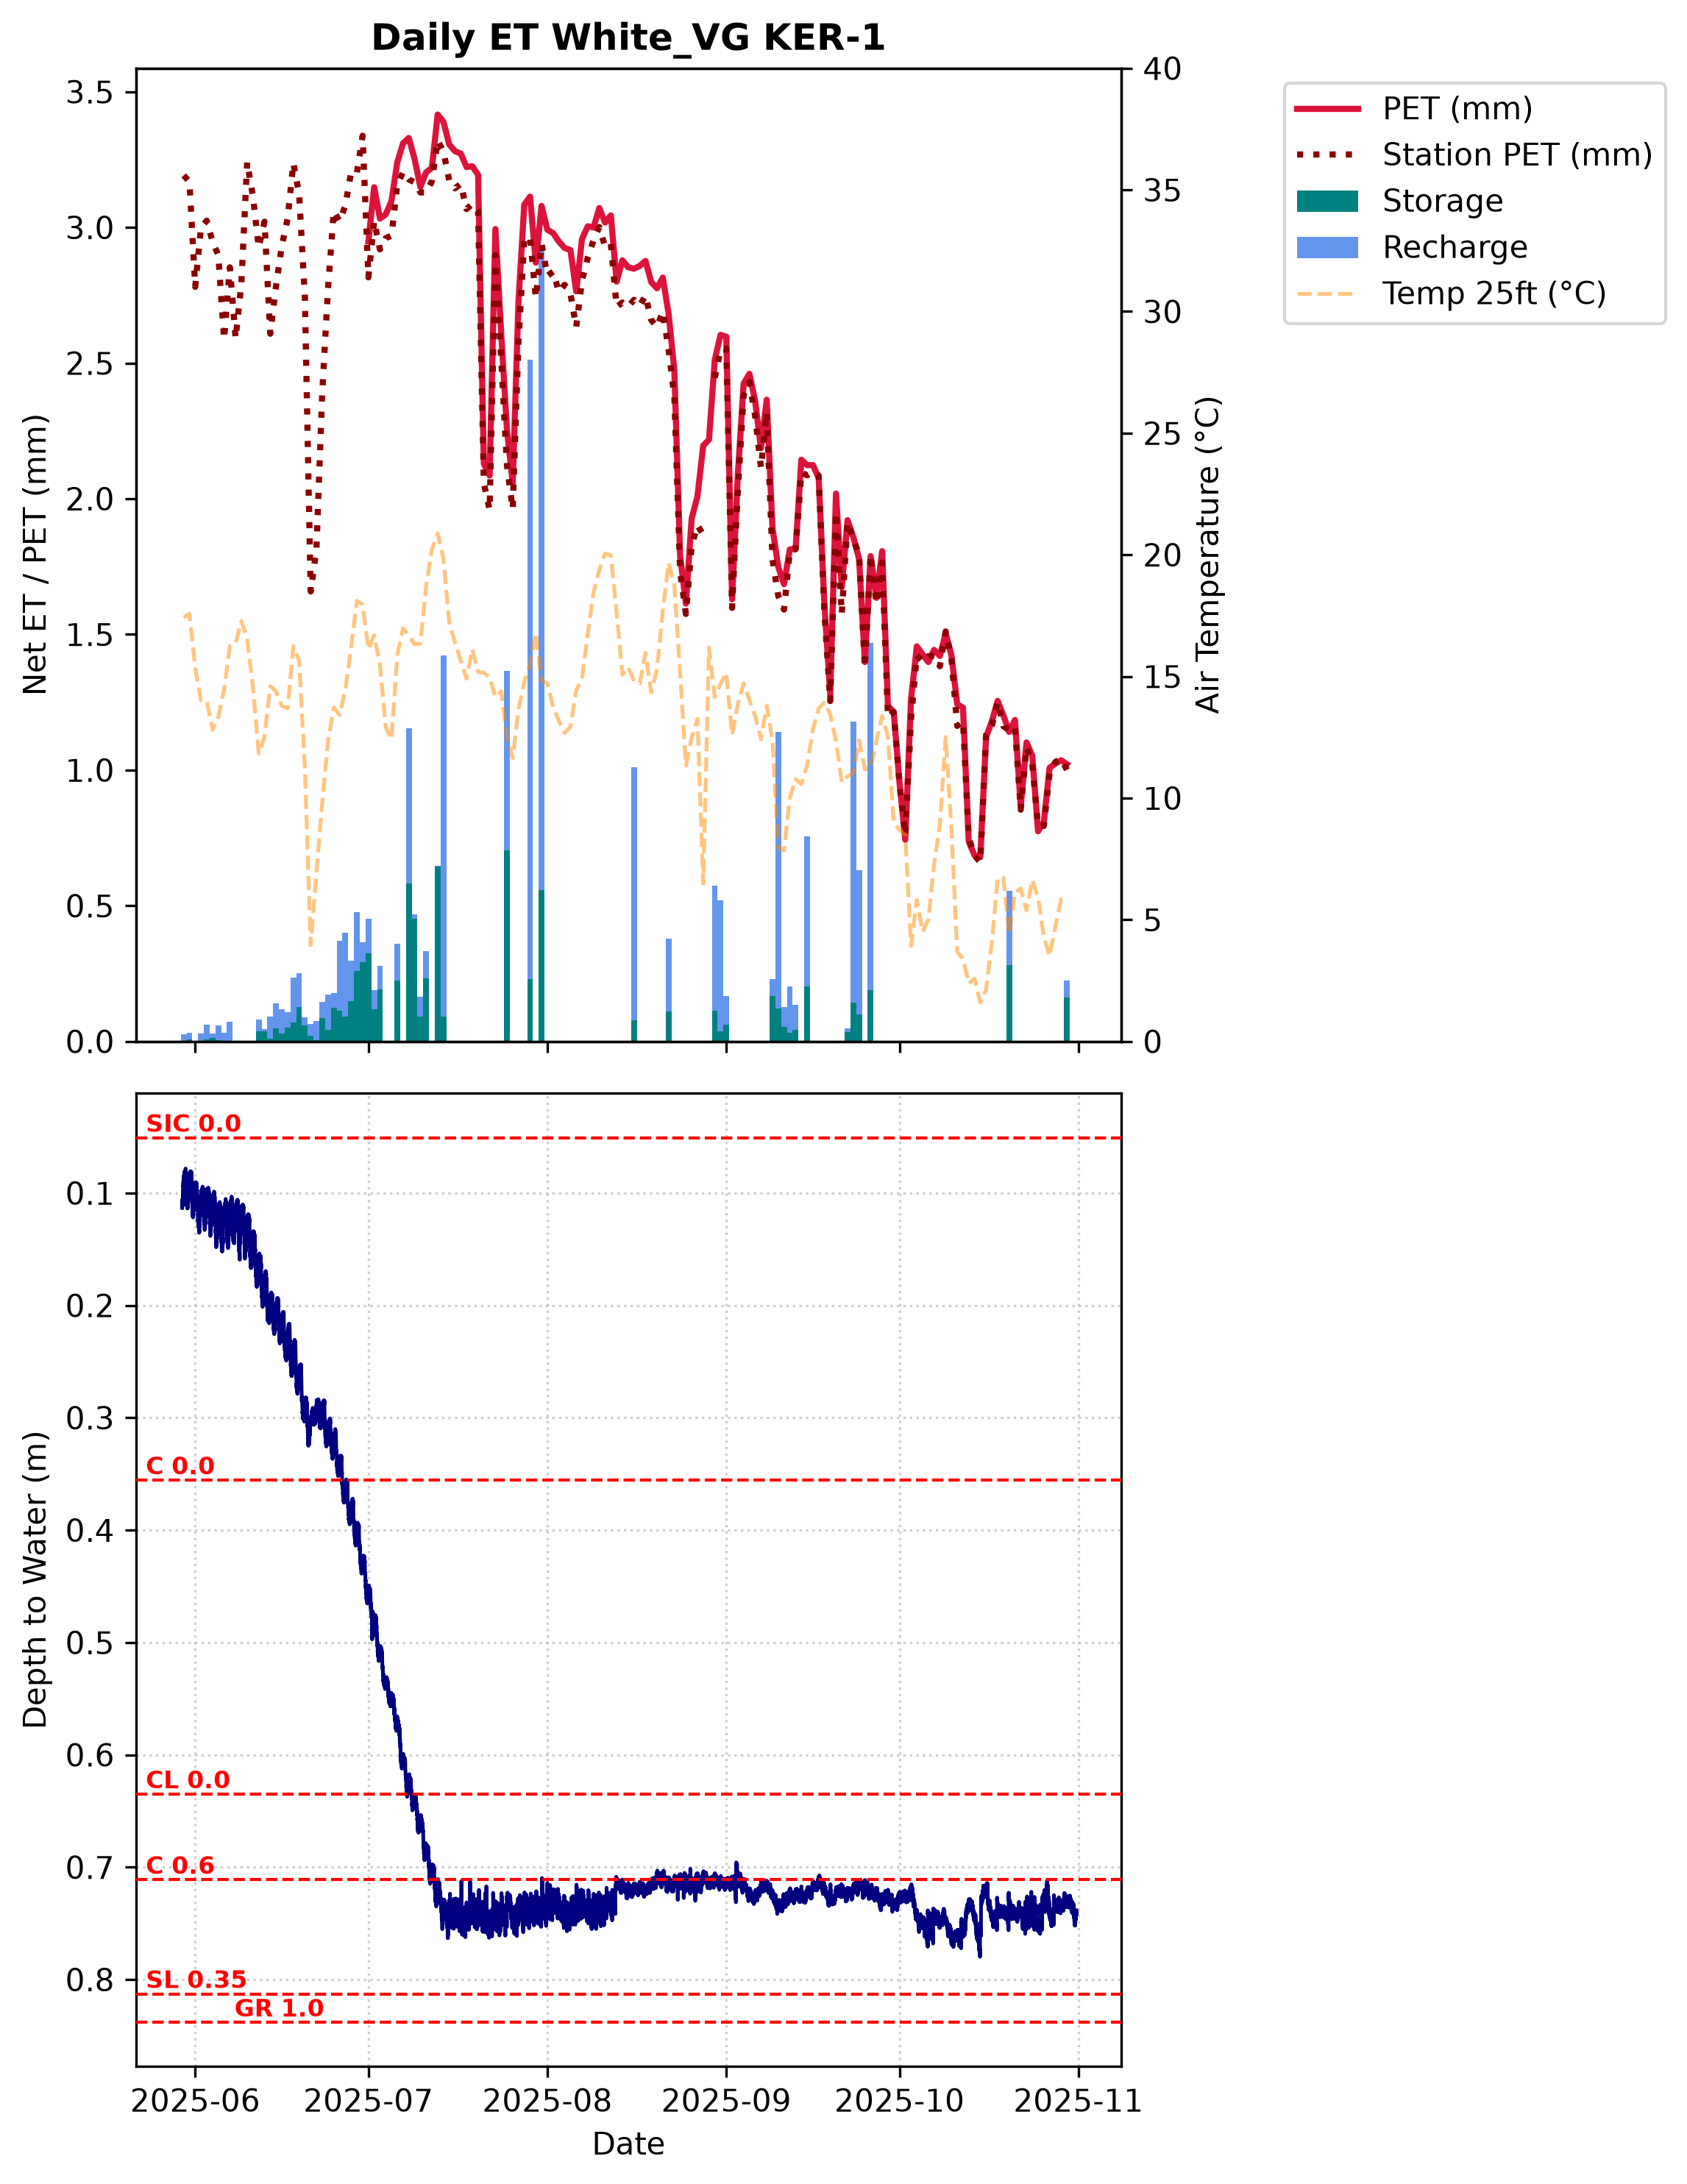 Daily ET White_VG KER-1
Net ET / PET (mm)
3.5
3.0
2.5
2.0
1.5
1.0
0.5
0.0
40
35
30
25
20
15
10
5
0
Air Temperature (°C)
PET (mm)
Station PET (mm)
Storage
Recharge
Temp 25ft (°C)
Depth to Water (m)
0.1
0.2
0.3
0.4
0.5
0.6
0.7
0.8
SIC 0.0
C 0.0
CL 0.0
C 0.6
SL 0.35
GR 1.0
2025-06 2025-07 2025-08 2025-09 2025-10 2025-11
Date